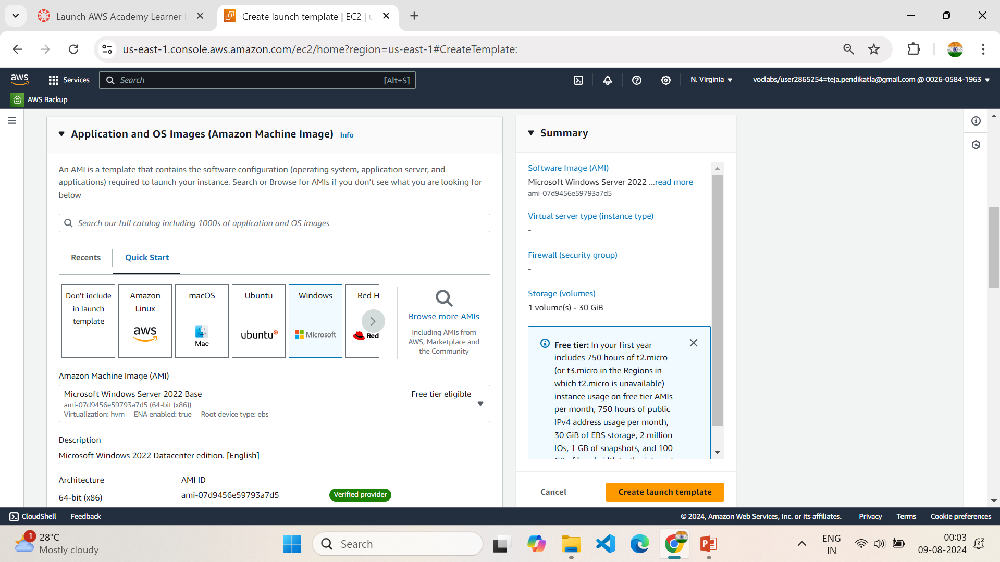 Launch AWS Academy Learner L
Create launch template | EC2 | u
us-east-1.console.aws.amazon.com/ec2/home?region=us-east-1#CreateTemplate:
aws
Services
Search
[Alt+S]
N. Virginia
voclabs/user2865254=teja.pendikatla@gmail.com @ 0026-0584-1963
AWS Backup
Application and OS Images (Amazon Machine Image) Info
An AMI is a template that contains the software configuration (operating system, application server, and
applications) required to launch your instance. Search or Browse for AMIs if you don't see what you are looking for
below
Search our full catalog including 1000s of application and OS images
Recents
Quick Start
Don't include
in launch
template
Amazon
Linux
aws
macOS
Mac
Ubuntu
ubuntu
Windows
Microsoft
Red H
Red
Browse more AMIs
Including AMIs from
AWS, Marketplace and
the Community
Amazon Machine Image (AMI)
Microsoft Windows Server 2022 Base
Free tier eligible
ami-07d9456e59793a7d5 (64-bit (x86))
Virtualization: hvm ENA enabled: true Root device type: ebs
Description
Microsoft Windows 2022 Datacenter edition. [English]
Architecture
AMI ID
64-bit (x86)
ami-07d9456e59793a7d5
Verified provider
Summary
Software Image (AMI)
Microsoft Windows Server 2022 ...read more
ami-07d9456e59793a7d5
Virtual server type (instance type)
-
Firewall (security group)
-
Storage (volumes)
1 volume(s) - 30 GiB
Free tier: In your first year
includes 750 hours of t2.micro
(or t3.micro in the Regions in
which t2.micro is unavailable)
instance usage on free tier AMIs
per month, 750 hours of public
IPv4 address usage per month,
30 GiB of EBS storage, 2 million
IOs, 1 GB of snapshots, and 100
Cancel
Create launch template
CloudShell
Feedback
© 2024, Amazon Web Services, Inc. or its affiliates.
Privacy
Terms
Cookie preferences
1
28°C
Mostly cloudy
Search
ENG
IN
00:03
09-08-2024